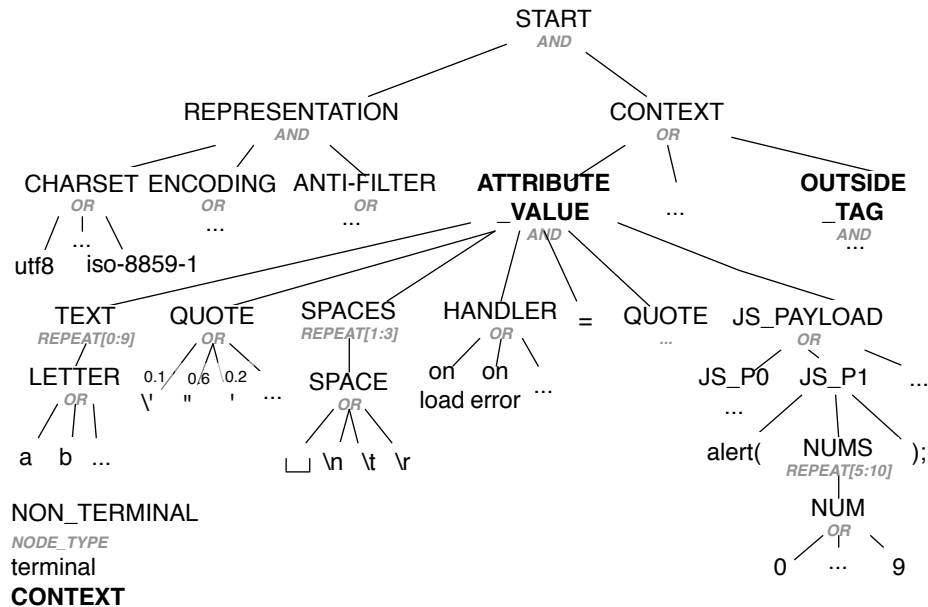 START
AND
REPRESENTATION CONTEXT
AND OR
CHARSET ENCODING ANTI-FILTER ATTRIBUTE OUTSIDE
OR OR OR _VALUE ... _TAG
... ... ... AND AND
utf8 iso-8859-1 ...
TEXT QUOTE SPACES HANDLER = QUOTE JS_PAYLOAD
REPEAT[0:9] OR REPEAT[1:3] OR ... OR
LETTER 0.1 0.6 0.2 SPACE on on ... JS_P0 JS_P1 ...
OR \' " ' ... OR load error ...
a b ... ⎵ \n \t \r alert( NUMS );
REPEAT[5:10]
NON_TERMINAL NUM
NODE_TYPE OR
terminal 0 ... 9
CONTEXT